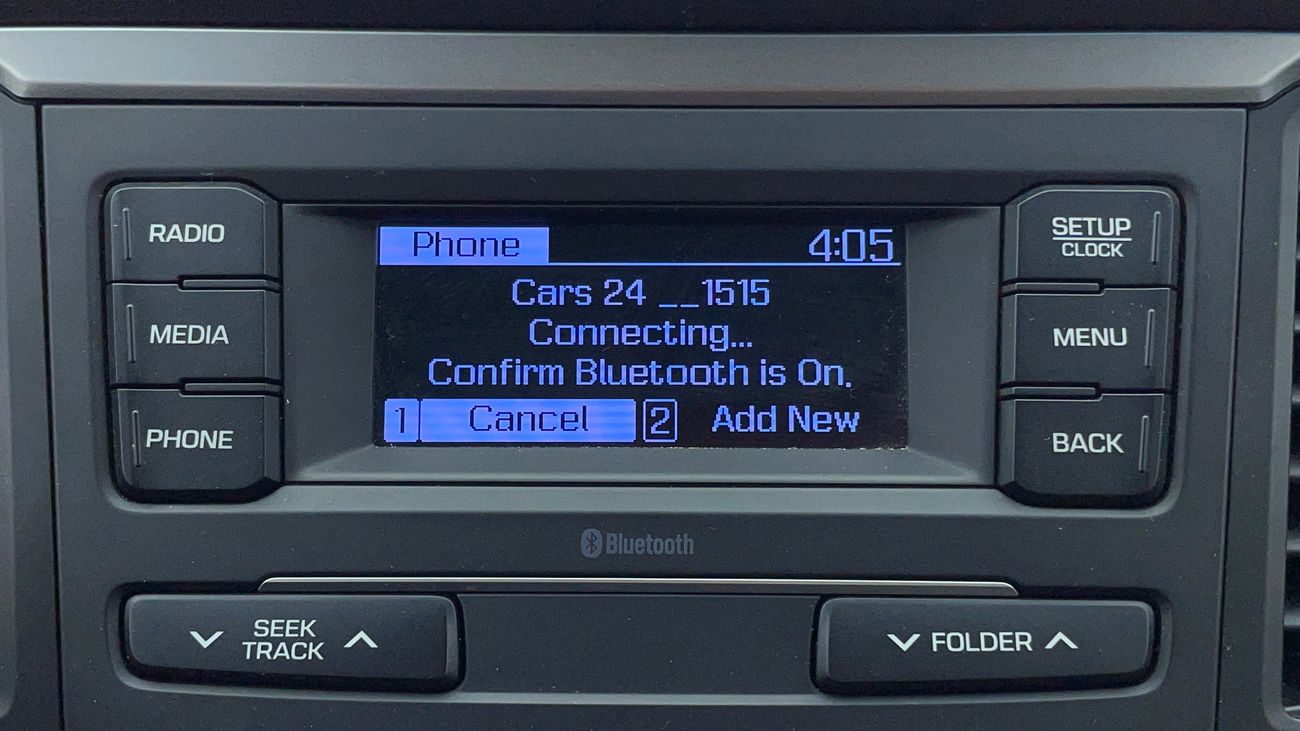 RADIO
MEDIA
PHONE
Phone 4:05
Cars 24 __1515
Connecting...
Confirm Bluetooth is On.
1 Cancel 2 Add New
SETUP
CLOCK
MENU
BACK
Bluetooth
SEEK
TRACK
FOLDER